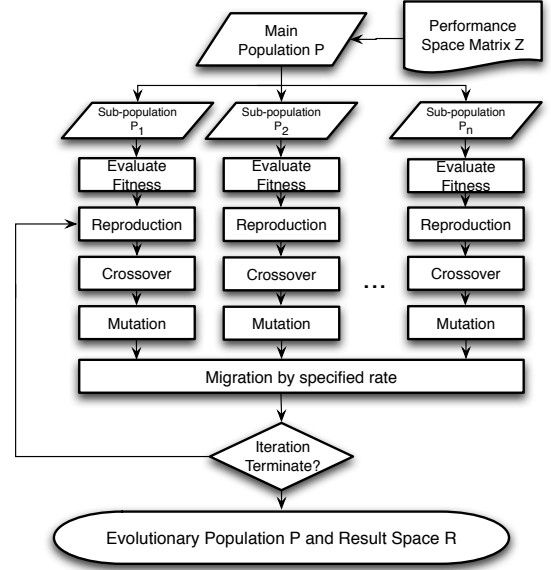 Main
Population P
Performance
Space Matrix Z
Sub-population
P1
Sub-population
P2
Sub-population
Pn
Evaluate
Fitness
Evaluate
Fitness
Evaluate
Fitness
Reproduction
Reproduction
Reproduction
Crossover
Crossover
...
Crossover
Mutation
Mutation
Mutation
Migration by specified rate
Iteration
Terminate?
Evolutionary Population P and Result Space R